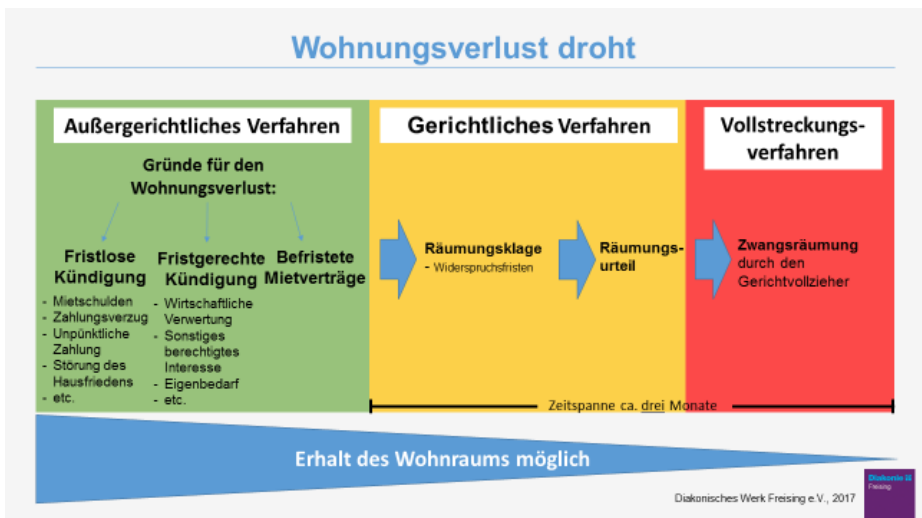 Wohnungsverlust droht
Außergerichtliches Verfahren
Gründe für den
Wohnungsverlust:
Fristlose
Kündigung
- Mietschulden
- Zahlungsverzug
- Unpünktliche
Zahlung
- Störung des
Hausfriedens
- etc.
Fristgerechte
Kündigung
- Wirtschaftliche
Verwertung
- Sonstiges
berechtigtes
Interesse
- Eigenbedarf
- etc.
Befristete
Mietverträge
Gerichtliches Verfahren
Räumungsklage
- Widerspruchsfristen
Räumungs-
urteil
Vollstreckungs-
verfahren
Zwangsräumung
durch den
Gerichtvollzieher
Zeitspanne ca. drei Monate
Erhalt des Wohnraums möglich
Diakonisches Werk Freising e.V., 2017
Diakonie
Freising